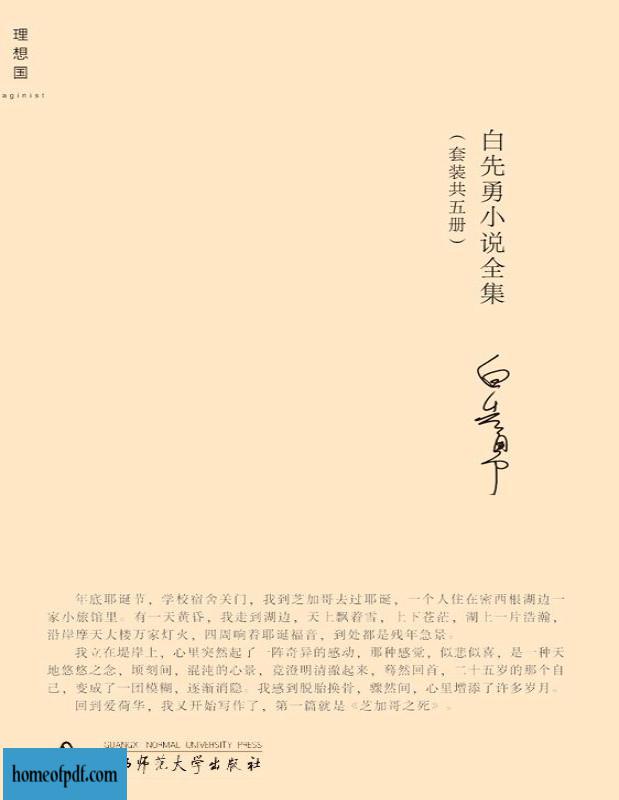 理想国
aginist
白先勇小说全集
（套装共五册）
白先勇
年底耶诞节，学校宿舍关门，我到芝加哥去过耶诞，一个人住在密西根湖边一
家小旅馆里。有一天黄昏，我走到湖边，天上飘着雪，上下苍茫，湖上一片浩瀚，
沿岸摩天大楼万家灯火，四周响着耶诞福音，到处都是残年急景。
我立在堤岸上，心里突然起了一阵奇异的感动，那种感觉，似悲似喜，是一种天
地悠悠之念，顷刻间，混沌的心景，竟澄明清澈起来，蓦然回首，二十五岁的那个自
己，变成了一团模糊，逐渐消隐。我感到脱胎换骨，骤然间，心里增添了许多岁月。
回到爱荷华，我又开始写作了，第一篇就是《芝加哥之死》。
GUANGXI NORMAL UNIVERSITY PRESS
师范大学出版社
homeofpdf.com